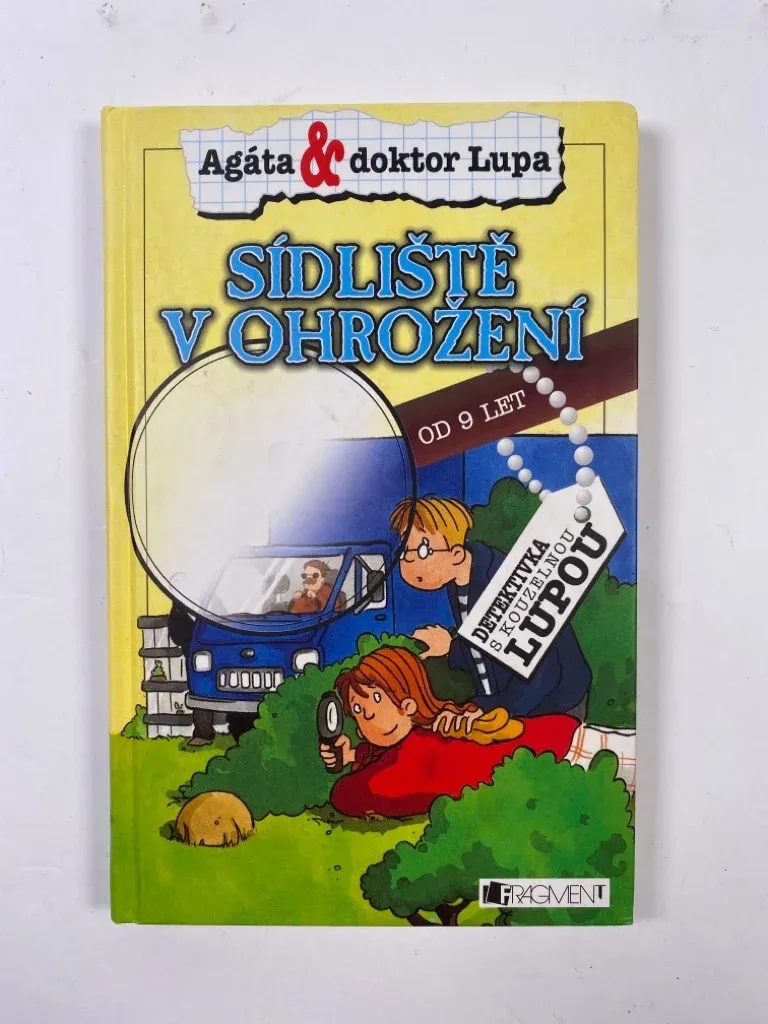 Agáta & doktor Lupa
SÍDLIŠTĚ
V OHROŽENÍ
OD 9 LET
DETEKTIVKA
S KOUZELNOU
LUPOU
FRAGMENT